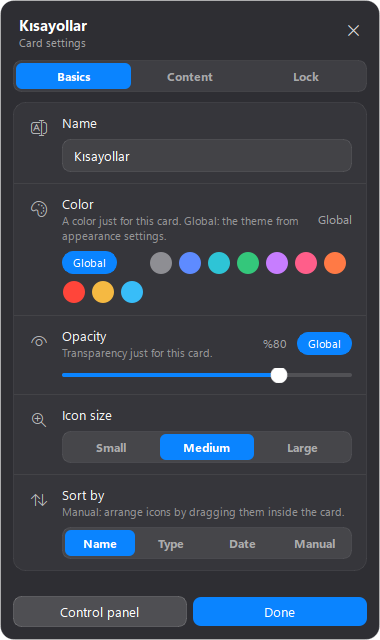 Kısayollar
Card settings
Basics
Content
Lock
Name
Kısayollar
Color
A color just for this card. Global: the theme from
appearance settings.
Global
Global
Opacity
Transparency just for this card.
%80
Global
Icon size
Small
Medium
Large
Sort by
Manual: arrange icons by dragging them inside the card.
Name
Type
Date
Manual
Control panel
Done